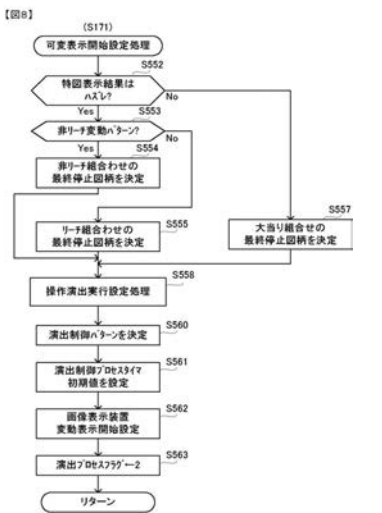 【図8】
(S171)
可変表示開始設定処理
S552
特図表示結果は
ハズレ?
No
Yes
S553
非リーチ変動パターン?
No
Yes
S554
非リーチ組合わせの
最終停止図柄を決定
S555
リーチ組合わせの
最終停止図柄を決定
S557
大当り組合せの
最終停止図柄を決定
S558
操作演出実行設定処理
S560
演出制御パターンを決定
S561
演出制御プロセスタイマ
初期値を設定
S562
画像表示装置
変動表示開始設定
S563
演出プロセスフラグ←2
リターン